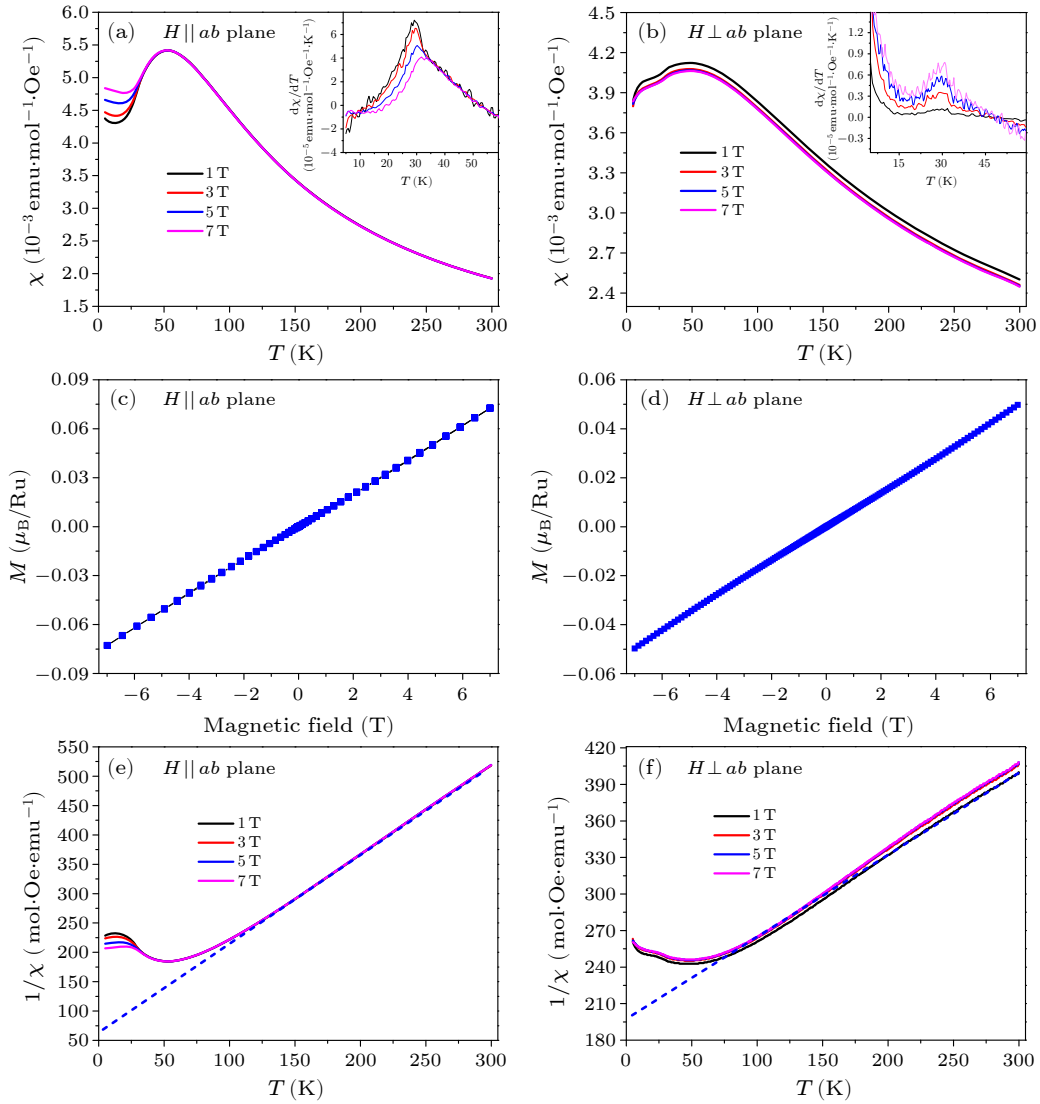 (a) H || ab plane
χ (10−3 emu·mol−1·Oe−1)
6.0
5.5
5.0
4.5
4.0
3.5
3.0
2.5
2.0
1.5
1 T
3 T
5 T
7 T
0 50 100 150 200 250 300
T (K)
dχ/dT
(10−5 emu·mol−1·Oe−1·K−1)
8
6
4
2
0
−2
−4
10 20 30 40 50
T (K)
(b) H ⊥ ab plane
χ (10−3 emu·mol−1·Oe−1)
4.5
4.2
3.9
3.6
3.3
3.0
2.7
2.4
1 T
3 T
5 T
7 T
0 50 100 150 200 250 300
T (K)
dχ/dT
(10−5 emu·mol−1·Oe−1·K−1)
1.5
1.2
0.9
0.6
0.3
0.0
−0.3
15 30 45
T (K)
(c) H || ab plane
M (μB/Ru)
0.09
0.06
0.03
0.00
−0.03
−0.06
−0.09
−6 −4 −2 0 2 4 6
Magnetic field (T)
(d) H ⊥ ab plane
M (μB/Ru)
0.06
0.04
0.02
0.00
−0.02
−0.04
−0.06
−6 −4 −2 0 2 4 6
Magnetic field (T)
(e) H || ab plane
1/χ ( mol·Oe·emu−1)
550
500
450
400
350
300
250
200
150
100
50
1 T
3 T
5 T
7 T
0 50 100 150 200 250 300
T (K)
(f) H ⊥ ab plane
1/χ (mol·Oe·emu−1)
420
390
360
330
300
270
240
210
180
1 T
3 T
5 T
7 T
0 50 100 150 200 250 300
T (K)